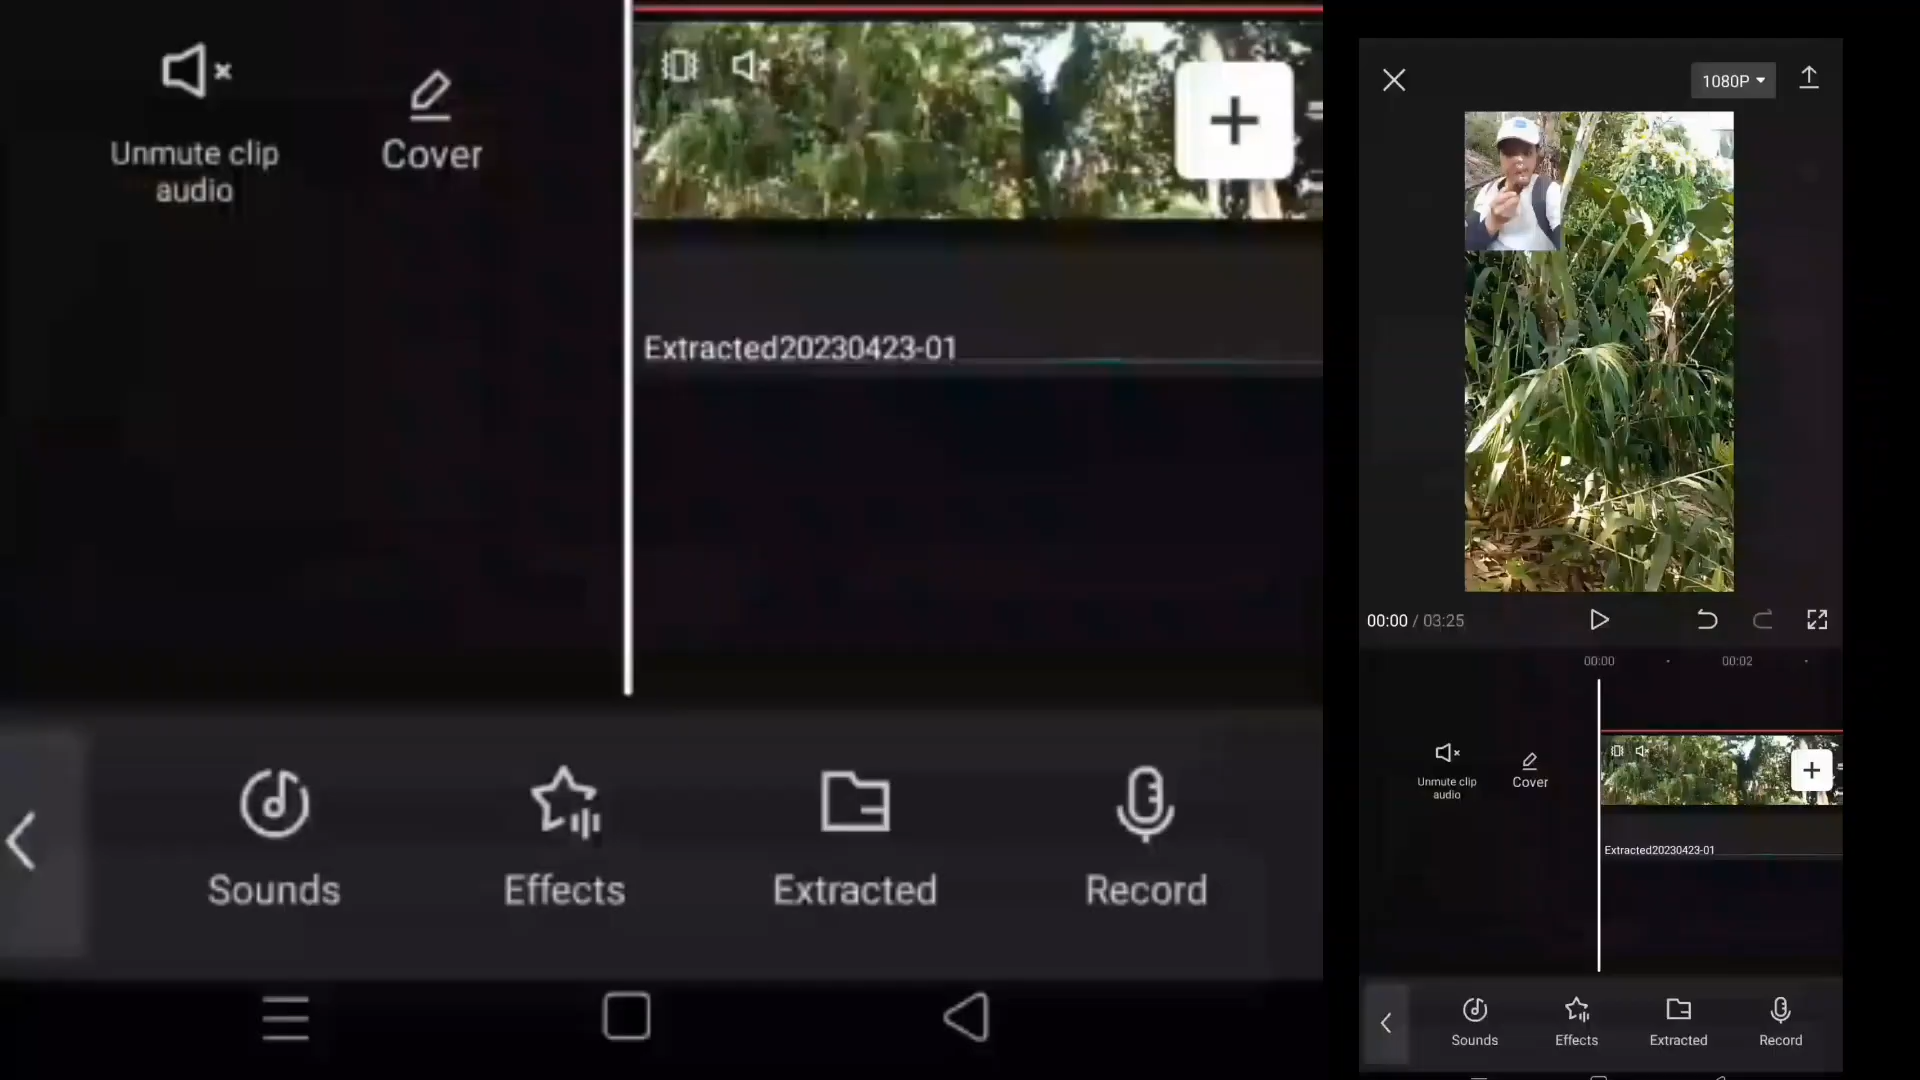 Unmute clip
audio
Cover
Extracted20230423-01
Sounds
Effects
Extracted
Record
1080P
00:00 / 03:25
00:00
00:02
Unmute clip
audio
Cover
Extracted20230423-01
Sounds
Effects
Extracted
Record